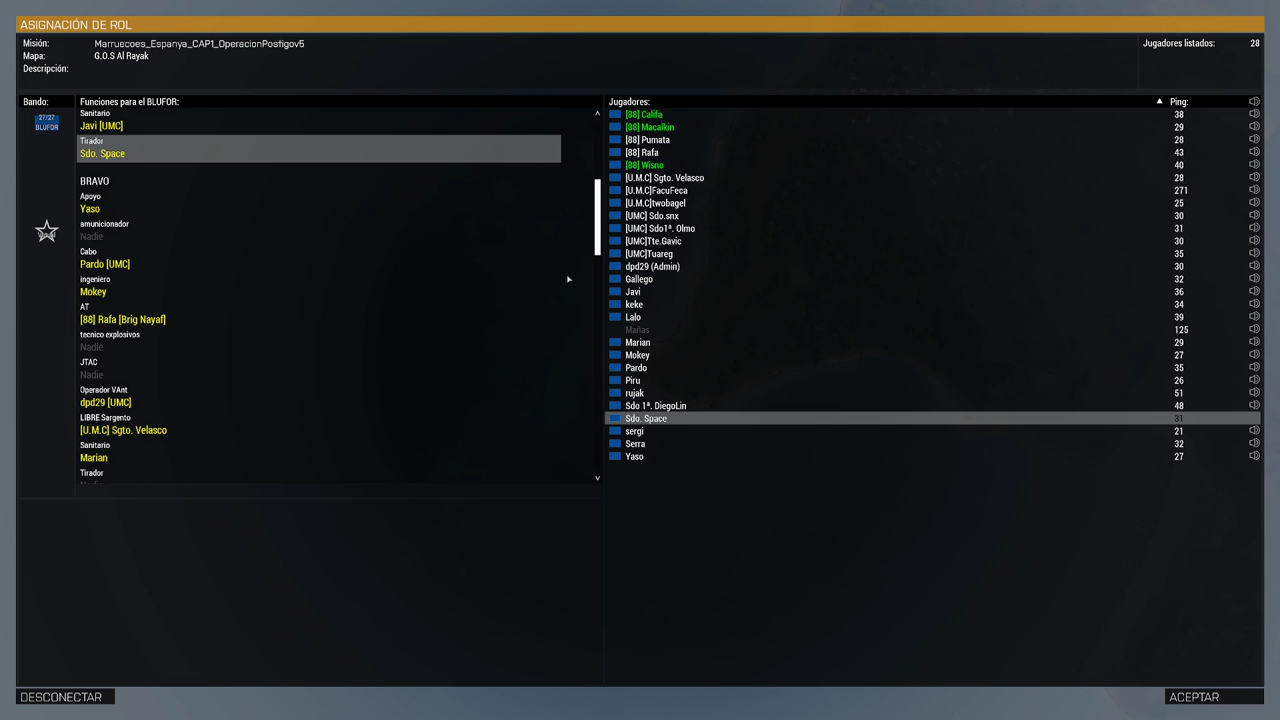 ASIGNACIÓN DE ROL
Misión: Marruecoes_Espanya_CAP1_OperacionPostigov5
Mapa: G.O.S Al Rayak
Descripción:
Jugadores listados: 28
Bando:
27/27
BLUFOR
Funciones para el BLUFOR:
Sanitario
Javi [UMC]
Tirador
Sdo. Space
BRAVO
Apoyo
Yaso
amunicionador
Nadie
Cabo
Pardo [UMC]
ingeniero
Mokey
AT
[88] Rafa [Brig Nayaf]
tecnico explosivos
Nadie
JTAC
Nadie
Operador VAnt
dpd29 [UMC]
LIBRE Sargento
[U.M.C] Sgto. Velasco
Sanitario
Marian
Tirador
Nadie
Jugadores: Ping:
[88] Califa 38
[88] Macalkin 29
[88] Pumata 28
[88] Rafa 43
[88] Wisno 40
[U.M.C] Sgto. Velasco 28
[U.M.C]FacuFeca 271
[U.M.C]twobagel 25
[UMC] Sdo.snx 30
[UMC] Sdo1ª. Olmo 31
[UMC]Tte.Gavic 30
[UMC]Tuareg 35
dpd29 (Admin) 30
Gallego 32
Javi 36
keke 34
Lalo 39
Mañas 125
Marian 29
Mokey 27
Pardo 35
Piru 26
rujak 51
Sdo 1ª. DiegoLin 48
Sdo. Space 31
sergi 21
Serra 32
Yaso 27
DESCONECTAR
ACEPTAR